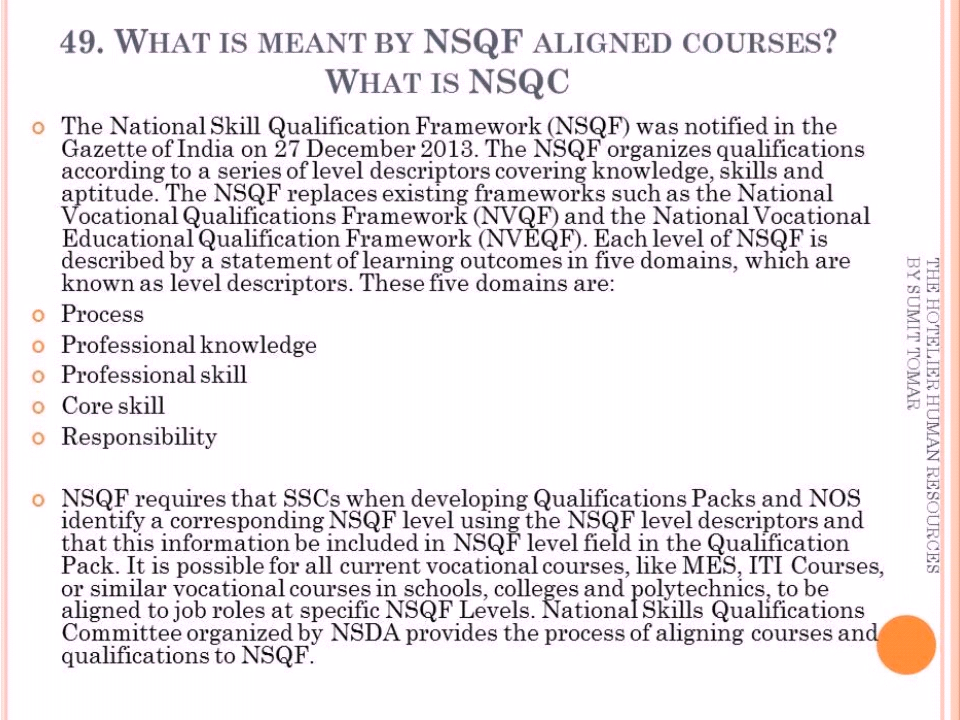 49. WHAT IS MEANT BY NSQF ALIGNED COURSES?
WHAT IS NSQC
The National Skill Qualification Framework (NSQF) was notified in the
Gazette of India on 27 December 2013. The NSQF organizes qualifications
according to a series of level descriptors covering knowledge, skills and
aptitude. The NSQF replaces existing frameworks such as the National
Vocational Qualifications Framework (NVQF) and the National Vocational
Educational Qualification Framework (NVEQF). Each level of NSQF is
described by a statement of learning outcomes in five domains, which are
known as level descriptors. These five domains are:
Process
Professional knowledge
Professional skill
Core skill
Responsibility
NSQF requires that SSCs when developing Qualifications Packs and NOS
identify a corresponding NSQF level using the NSQF level descriptors and
that this information be included in NSQF level field in the Qualification
Pack. It is possible for all current vocational courses, like MES, ITI Courses,
or similar vocational courses in schools, colleges and polytechnics, to be
aligned to job roles at specific NSQF Levels. National Skills Qualifications
Committee organized by NSDA provides the process of aligning courses and
qualifications to NSQF.
THE HOTELIER HUMAN RESOURCES
BY SUMIT TOMAR